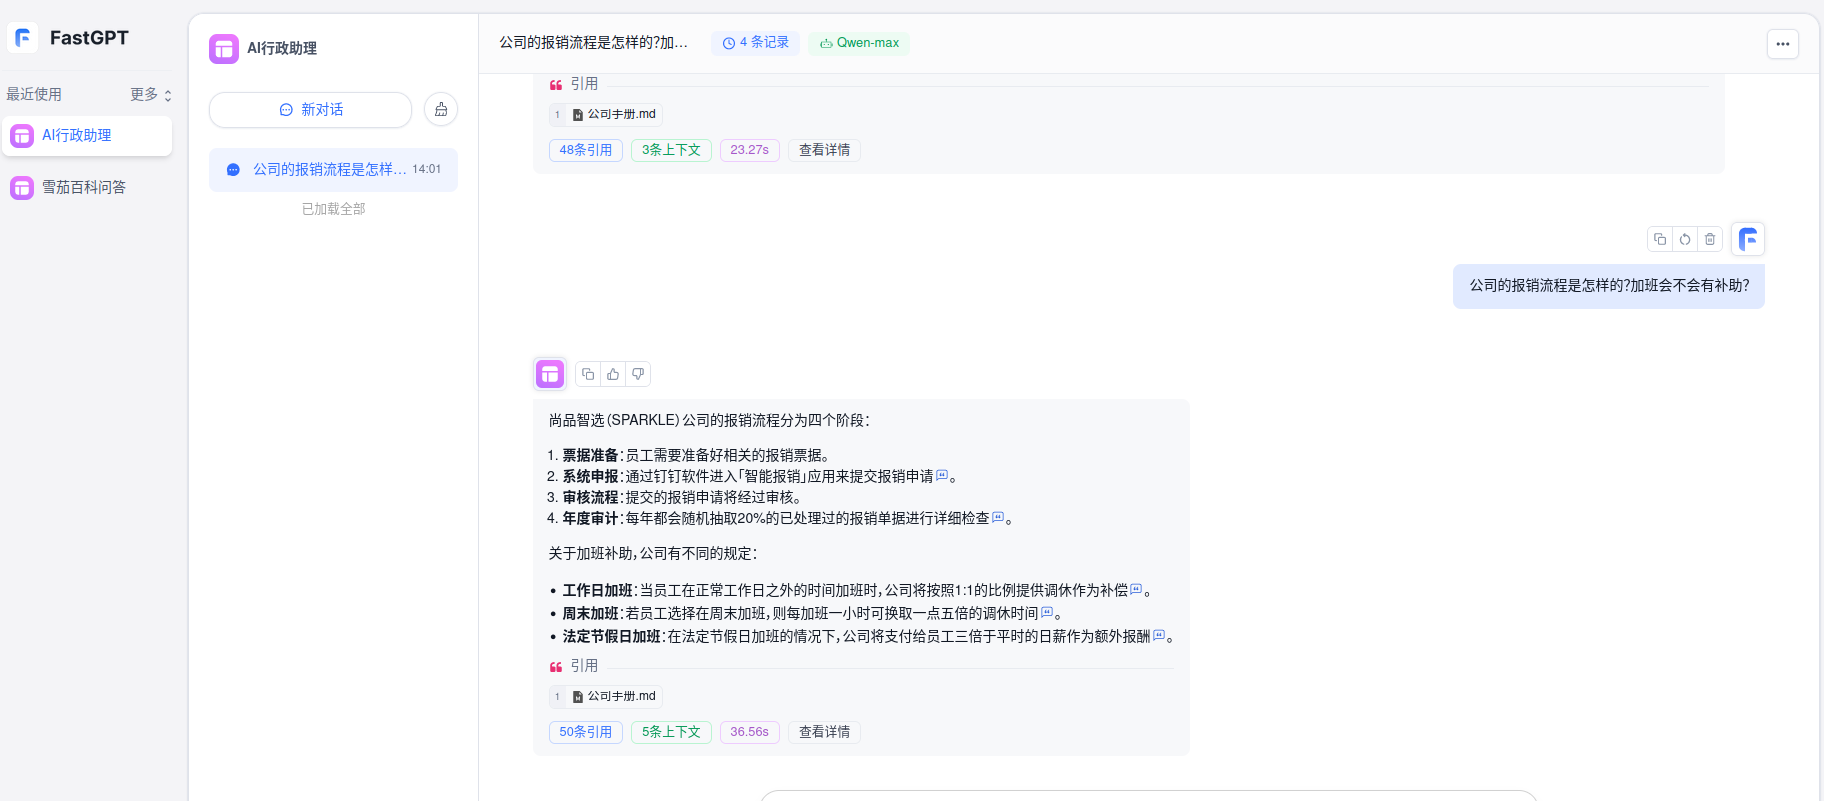 FastGPT
最近使用
更多
AI行政助理
雪茄百科问答
AI行政助理
新对话
公司的报销流程是怎样... 14:01
已加载全部
公司的报销流程是怎样的?加...
4 条记录
Qwen-max
引用
1 公司手册.md
48条引用
3条上下文
23.27s
查看详情
公司的报销流程是怎样的?加班会不会有补助?
尚品智选(SPARKLE)公司的报销流程分为四个阶段:
1. 票据准备:员工需要准备好相关的报销票据。
2. 系统申报:通过钉钉软件进入「智能报销」应用来提交报销申请。
3. 审核流程:提交的报销申请将经过审核。
4. 年度审计:每年都会随机抽取20%的已处理过的报销单据进行详细检查。
关于加班补助,公司有不同的规定:
• 工作日加班:当员工在正常工作日之外的时间加班时,公司将按照1:1的比例提供调休作为补偿。
• 周末加班:若员工选择在周末加班,则每加班一小时可换取一点五倍的调休时间。
• 法定节假日加班:在法定节假日加班的情况下,公司将支付给员工三倍于平时的日薪作为额外报酬。
引用
1 公司手册.md
50条引用
5条上下文
36.56s
查看详情